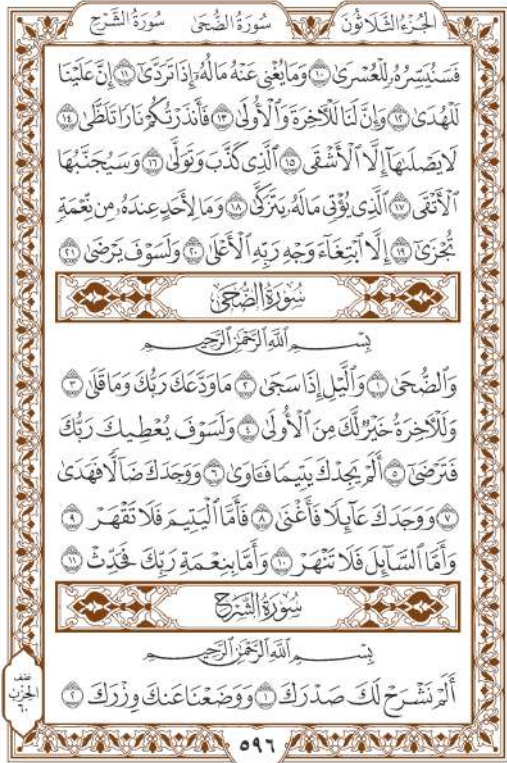 الجُزْءُ الثَّلَاثُونَ سُورَةُ الضُّحَى سُورَةُ الشَّرْحِ
فَسَنُيَسِّرُهُۥ لِلْعُسْرَىٰ ١٠ وَمَا يُغْنِى عَنْهُ مَالُهُۥٓ إِذَا تَرَدَّىٰٓ ١١ إِنَّ عَلَيْنَا
لَلْهُدَىٰ ١٢ وَإِنَّ لَنَا لَلْءَاخِرَةَ وَٱلْأُولَىٰ ١٣ فَأَنذَرْتُكُمْ نَارًا تَلَظَّىٰ ١٤
لَا يَصْلَىٰهَآ إِلَّا ٱلْأَشْقَى ١٥ ٱلَّذِى كَذَّبَ وَتَوَلَّىٰ ١٦ وَسَيُجَنَّبُهَا
ٱلْأَتْقَى ١٧ ٱلَّذِى يُؤْتِى مَالَهُۥ يَتَزَكَّىٰ ١٨ وَمَا لِأَحَدٍ عِندَهُۥ مِن نِّعْمَةٍ
تُجْزَىٰٓ ١٩ إِلَّا ٱبْتِغَآءَ وَجْهِ رَبِّهِ ٱلْأَعْلَىٰ ٢٠ وَلَسَوْفَ يَرْضَىٰ ٢١
سُورَةُ الضُّحَىٰ
بِسْمِ ٱللَّهِ ٱلرَّحْمَٰنِ ٱلرَّحِيمِ
وَٱلضُّحَىٰ ١ وَٱلَّيْلِ إِذَا سَجَىٰ ٢ مَا وَدَّعَكَ رَبُّكَ وَمَا قَلَىٰ ٣
وَلَلْءَاخِرَةُ خَيْرٌ لَّكَ مِنَ ٱلْأُولَىٰ ٤ وَلَسَوْفَ يُعْطِيكَ رَبُّكَ
فَتَرْضَىٰٓ ٥ أَلَمْ يَجِدْكَ يَتِيمًا فَـَٔاوَىٰ ٦ وَوَجَدَكَ ضَآلًّا فَهَدَىٰ
٧ وَوَجَدَكَ عَآئِلًا فَأَغْنَىٰ ٨ فَأَمَّا ٱلْيَتِيمَ فَلَا تَقْهَرْ ٩
وَأَمَّا ٱلسَّآئِلَ فَلَا تَنْهَرْ ١٠ وَأَمَّا بِنِعْمَةِ رَبِّكَ فَحَدِّثْ ١١
سُورَةُ الشَّرْحِ
بِسْمِ ٱللَّهِ ٱلرَّحْمَٰنِ ٱلرَّحِيمِ
أَلَمْ نَشْرَحْ لَكَ صَدْرَكَ ١ وَوَضَعْنَا عَنكَ وِزْرَكَ ٢
نصف
الحزب
٦٠
٥٩٦